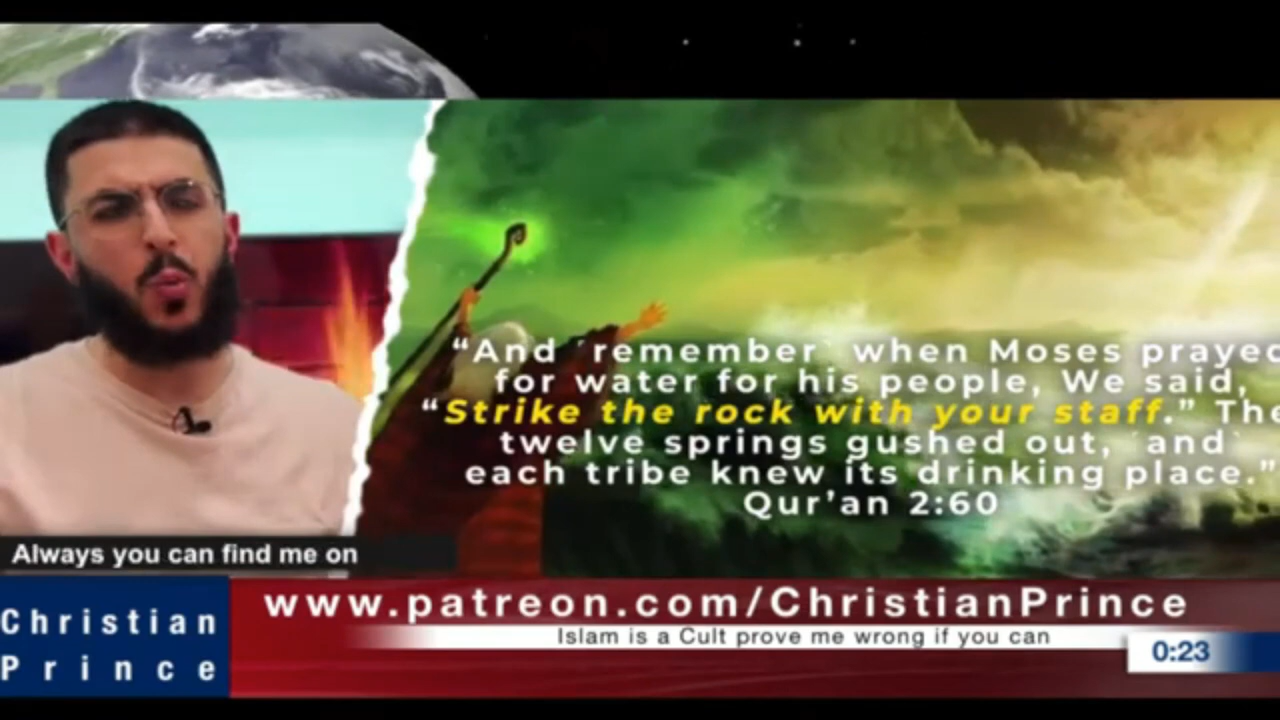 “And ´remember` when Moses prayed
for water for his people, We said,
“Strike the rock with your staff.”
twelve springs gushed out, ´and`
each tribe knew its drinking place.”
Qur’an 2:60
Always you can find me on
Christian
Prince
www.patreon.com/ChristianPrince
Islam is a Cult prove me wrong if you can
0:23